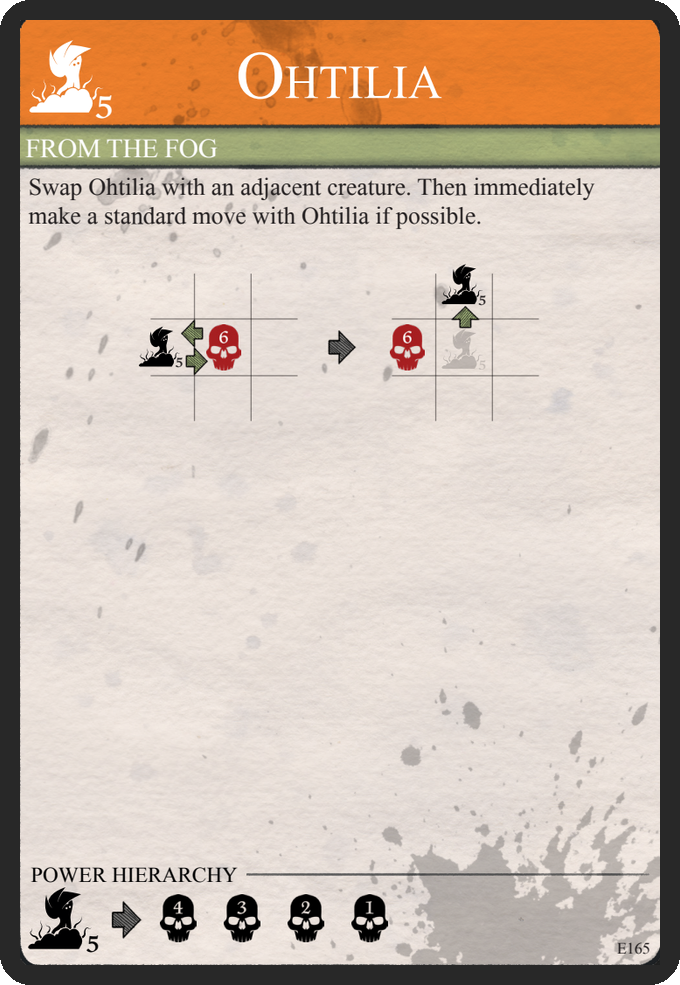 5
OHTILIA
FROM THE FOG
Swap Ohtilia with an adjacent creature. Then immediately
make a standard move with Ohtilia if possible.
5
5 6 6 5
POWER HIERARCHY
5 4 3 2 1
E165